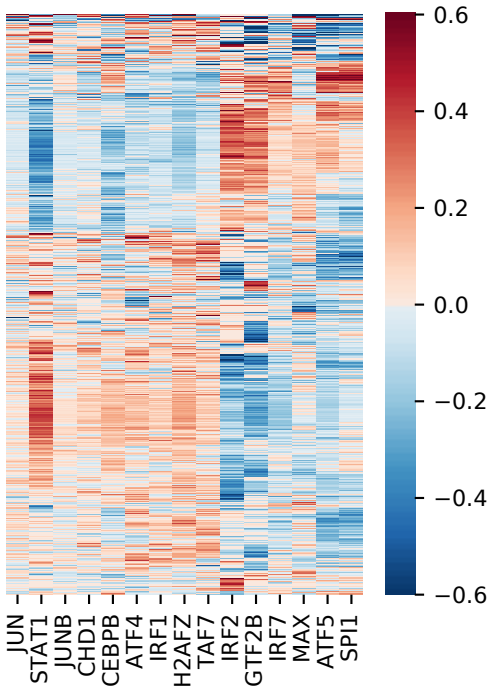 0.6
0.4
0.2
0.0
−0.2
−0.4
−0.6
JUN
STAT1
JUNB
CHD1
CEBPB
ATF4
IRF1
H2AFZ
TAF7
IRF2
GTF2B
IRF7
MAX
ATF5
SPI1